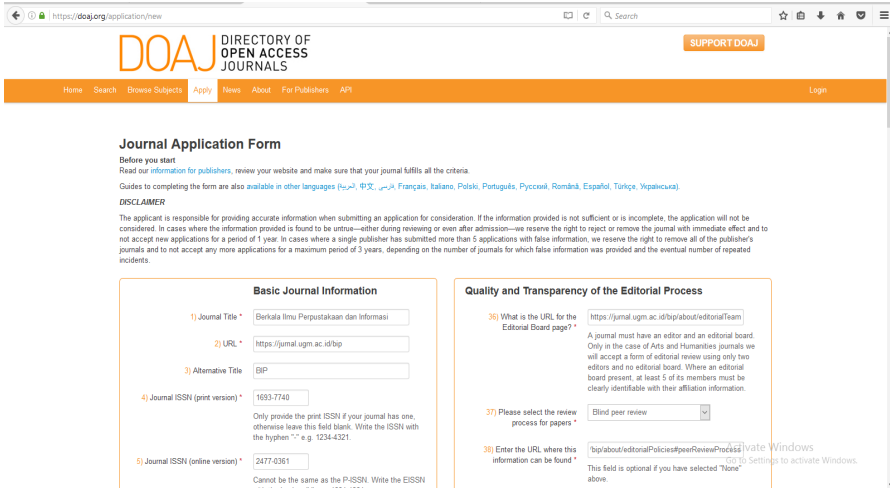 https://doaj.org/application/new
Search
DOAJ
DIRECTORY OF
OPEN ACCESS
JOURNALS
SUPPORT DOAJ
Home Search Browse Subjects Apply News About For Publishers API Login
Journal Application Form
Before you start
Read our information for publishers, review your website and make sure that your journal fulfills all the criteria.
Guides to completing the form are also available in other languages (العربية, 中文, فارسی, Français, Italiano, Polski, Português, Русский, Română, Español, Türkçe, Українська).
DISCLAIMER
The applicant is responsible for providing accurate information when submitting an application for consideration. If the information provided is not sufficient or is incomplete, the application will not be
considered. In cases where the information provided is found to be untrue—either during reviewing or even after admission—we reserve the right to reject or remove the journal with immediate effect and to
not accept new applications for a period of 1 year. In cases where a single publisher has submitted more than 5 applications with false information, we reserve the right to remove all of the publisher's
journals and to not accept any more applications for a maximum period of 3 years, depending on the number of journals for which false information was provided and the eventual number of repeated
incidents.
Basic Journal Information
1) Journal Title * Berkala Ilmu Perpustakaan dan Informasi
2) URL * https://jurnal.ugm.ac.id/bip
3) Alternative Title BIP
4) Journal ISSN (print version) * 1693-7740
Only provide the print ISSN if your journal has one,
otherwise leave this field blank. Write the ISSN with
the hyphen "-" e.g. 1234-4321.
5) Journal ISSN (online version) * 2477-0361
Cannot be the same as the P-ISSN. Write the EISSN
Quality and Transparency of the Editorial Process
36) What is the URL for the
Editorial Board page? *
https://jurnal.ugm.ac.id/bip/about/editorialTeam
A journal must have an editor and an editorial board.
Only in the case of Arts and Humanities journals we
will accept a form of editorial review using only two
editors and no editorial board. Where an editorial
board present, at least 5 of its members must be
clearly identifiable with their affiliation information.
37) Please select the review
process for papers *
Blind peer review
38) Enter the URL where this
information can be found *
bip/about/editorialPolicies#peerReviewProcess
This field is optional if you have selected "None"
above.
Activate Windows
Go to Settings to activate Windows.